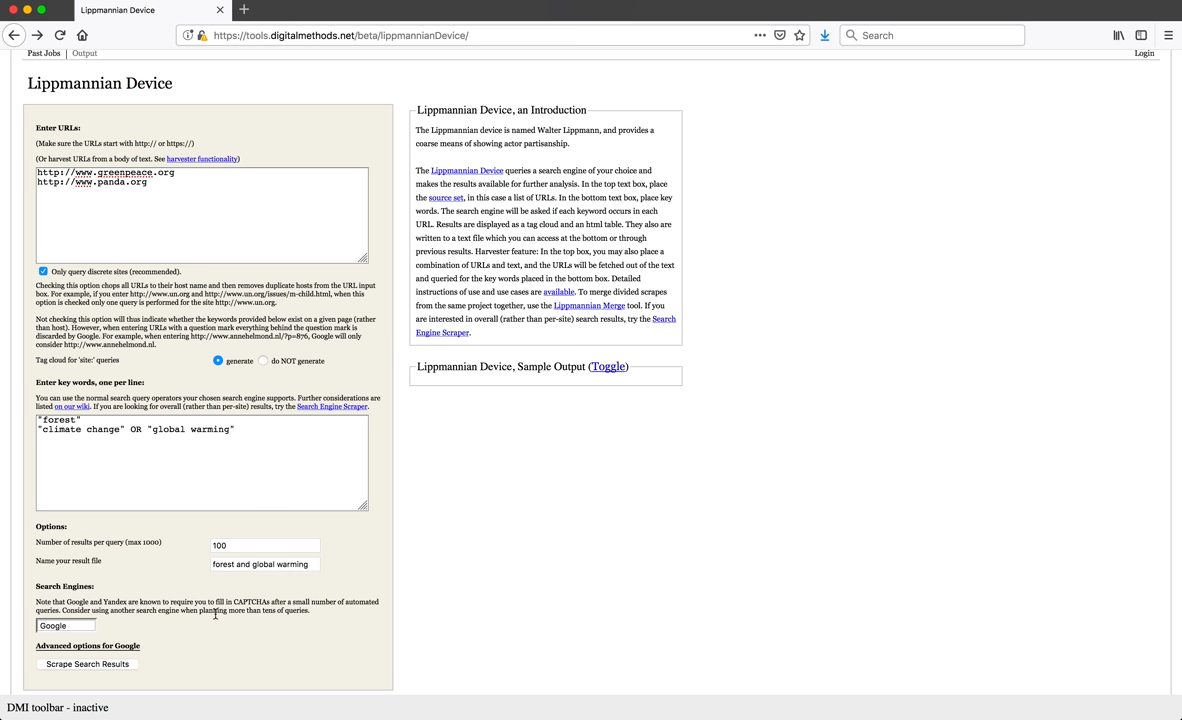 Lippmannian Device
https://tools.digitalmethods.net/beta/lippmannianDevice/
Search
Past Jobs | Output
Login
Lippmannian Device
Enter URLs:
(Make sure the URLs start with http:// or https://)
(Or harvest URLs from a body of text. See harvester functionality)
http://www.greenpeace.org
http://www.panda.org
Only query discrete sites (recommended).
Checking this option chops all URLs to their host name and then removes duplicate hosts from the URL input
box. For example, if you enter http://www.un.org and http://www.un.org/issues/m-child.html, when this
option is checked only one query is performed for the site http://www.un.org.
Not checking this option will thus indicate whether the keywords provided below exist on a given page (rather
than host). However, when entering URLs with a question mark everything behind the question mark is
discarded by Google. For example, when entering http://www.annehelmond.nl/?p=876, Google will only
consider http://www.annehelmond.nl.
Tag cloud for 'site:' queries
generate
do NOT generate
Enter key words, one per line:
You can use the normal search query operators your chosen search engine supports. Further considerations are
listed on our wiki. If you are looking for overall (rather than per-site) results, try the Search Engine Scraper.
"forest"
"climate change" OR "global warming"
Options:
Number of results per query (max 1000)
100
Name your result file
forest and global warming
Search Engines:
Note that Google and Yandex are known to require you to fill in CAPTCHAs after a small number of automated
queries. Consider using another search engine when planning more than tens of queries.
Google
Advanced options for Google
Scrape Search Results
Lippmannian Device, an Introduction
The Lippmannian device is named Walter Lippmann, and provides a
coarse means of showing actor partisanship.
The Lippmannian Device queries a search engine of your choice and
makes the results available for further analysis. In the top text box, place
the source set, in this case a list of URLs. In the bottom text box, place key
words. The search engine will be asked if each keyword occurs in each
URL. Results are displayed as a tag cloud and an html table. They also are
written to a text file which you can access at the bottom or through
previous results. Harvester feature: In the top box, you may also place a
combination of URLs and text, and the URLs will be fetched out of the text
and queried for the key words placed in the bottom box. Detailed
instructions of use and use cases are available. To merge divided scrapes
from the same project together, use the Lippmannian Merge tool. If you
are interested in overall (rather than per-site) search results, try the Search
Engine Scraper.
Lippmannian Device, Sample Output (Toggle)
DMI toolbar - inactive